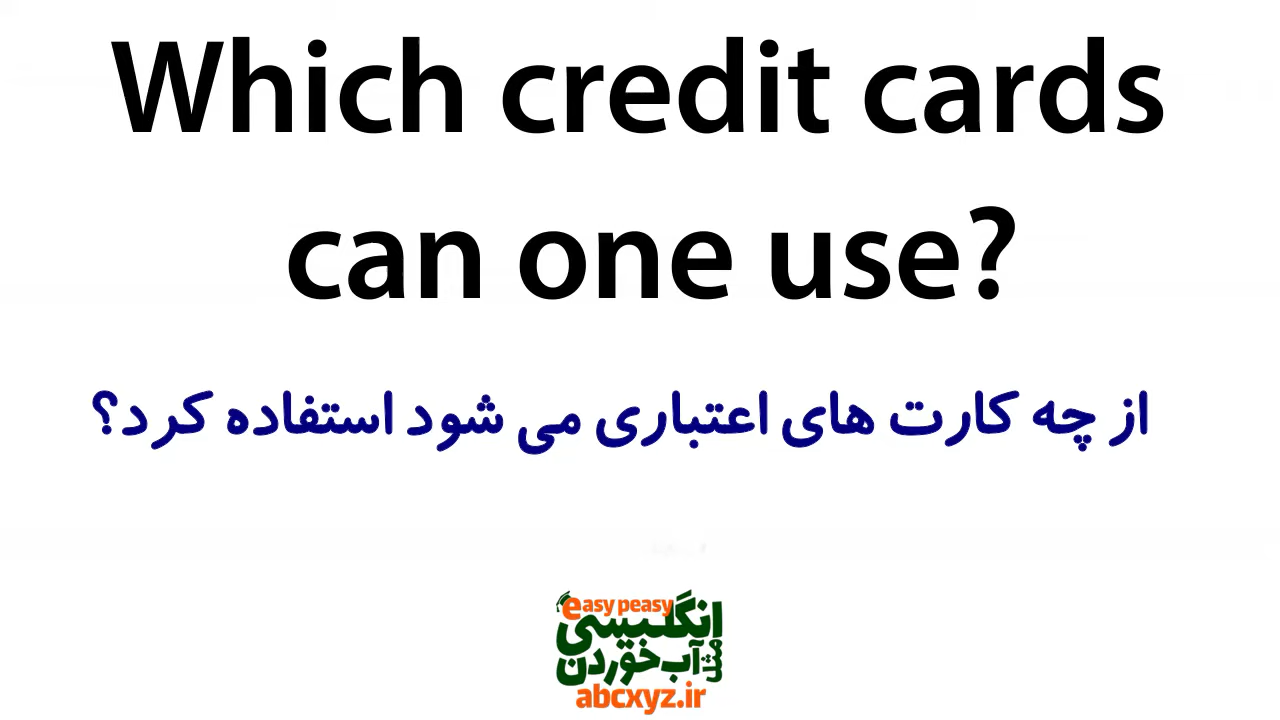 Which credit cards
can one use?
از چه کارت های اعتباری می شود استفاده کرد؟
easy peasy
انگلیسی
مثل آب خوردن
abcxyz.ir